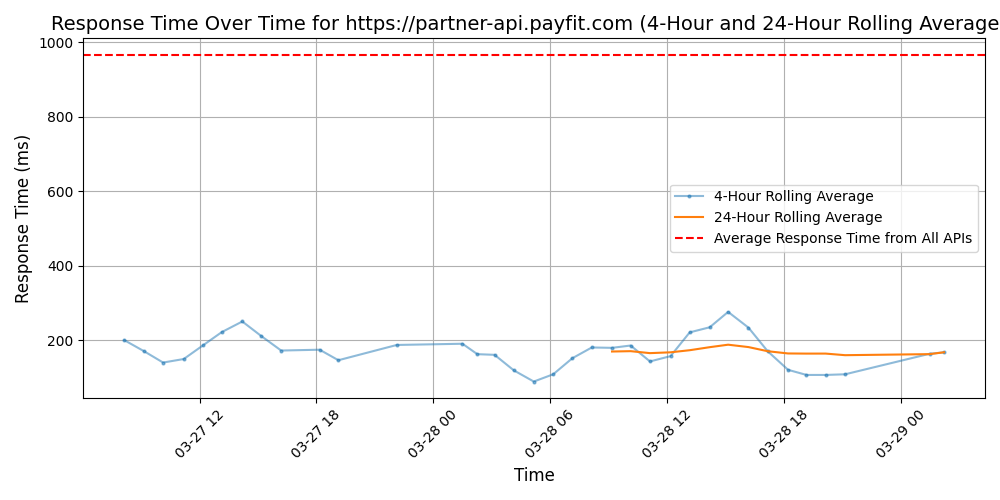 Response Time Over Time for https://partner-api.payfit.com (4-Hour and 24-Hour Rolling Average
Response Time (ms)
1000
800
600
400
200
4-Hour Rolling Average
24-Hour Rolling Average
Average Response Time from All APIs
03-27 12
03-27 18
03-28 00
03-28 06
03-28 12
03-28 18
03-29 00
Time